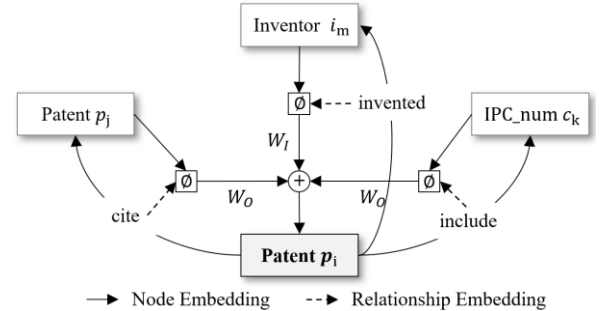 Inventor i_m
Patent p_j
∅
invented
IPC_num c_k
W_I
∅
+
∅
W_O
W_O
cite
include
Patent p_i
Node Embedding
Relationship Embedding